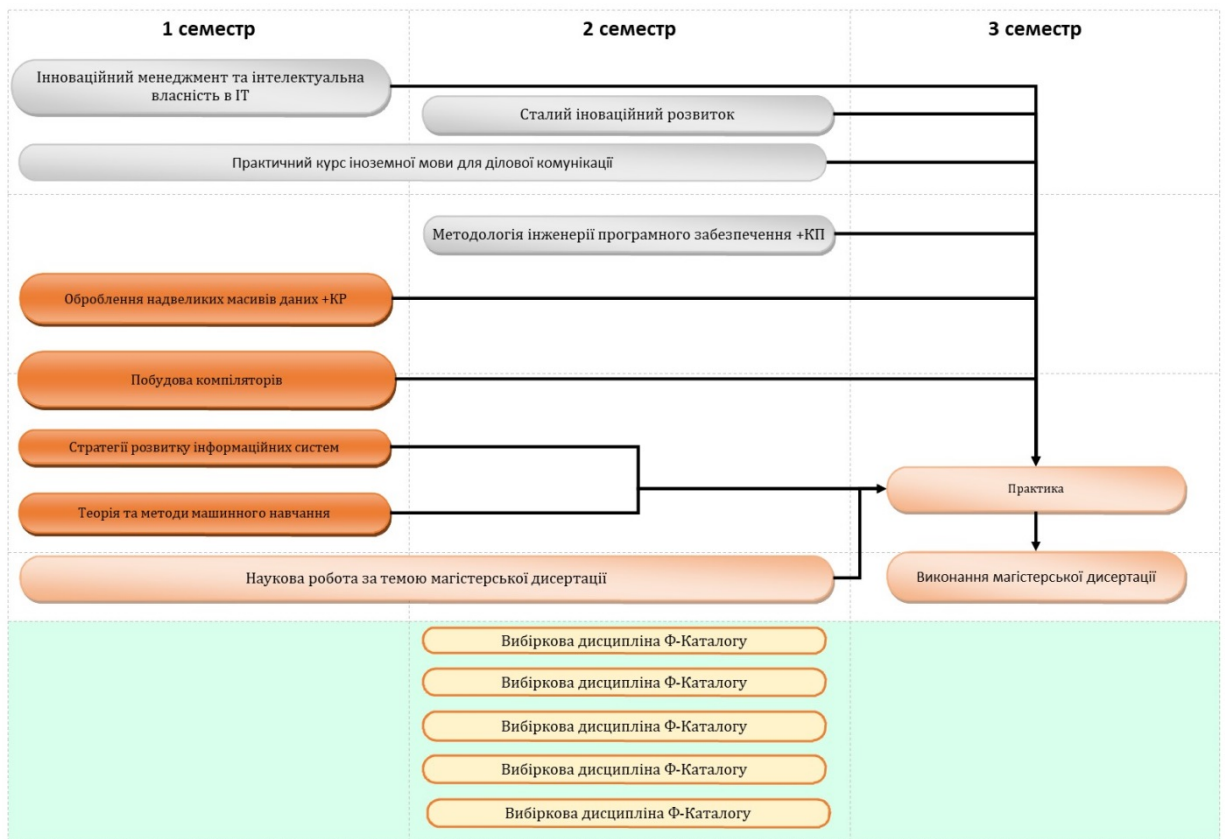 1 семестр
2 семестр
3 семестр
Інноваційний менеджмент та інтелектуальна
власність в ІТ
Сталий іноваційний розвиток
Практичний курс іноземної мови для ділової комунікації
Методологія інженерії програмного забезпечення +КП
Оброблення надвеликих масивів даних +КР
Побудова компіляторів
Стратегії розвитку інформаційних систем
Практика
Теорія та методи машинного навчання
Наукова робота за темою магістерської дисертації
Виконання магістерської дисертації
Вибіркова дисципліна Ф-Каталогу
Вибіркова дисципліна Ф-Каталогу
Вибіркова дисципліна Ф-Каталогу
Вибіркова дисципліна Ф-Каталогу
Вибіркова дисципліна Ф-Каталогу